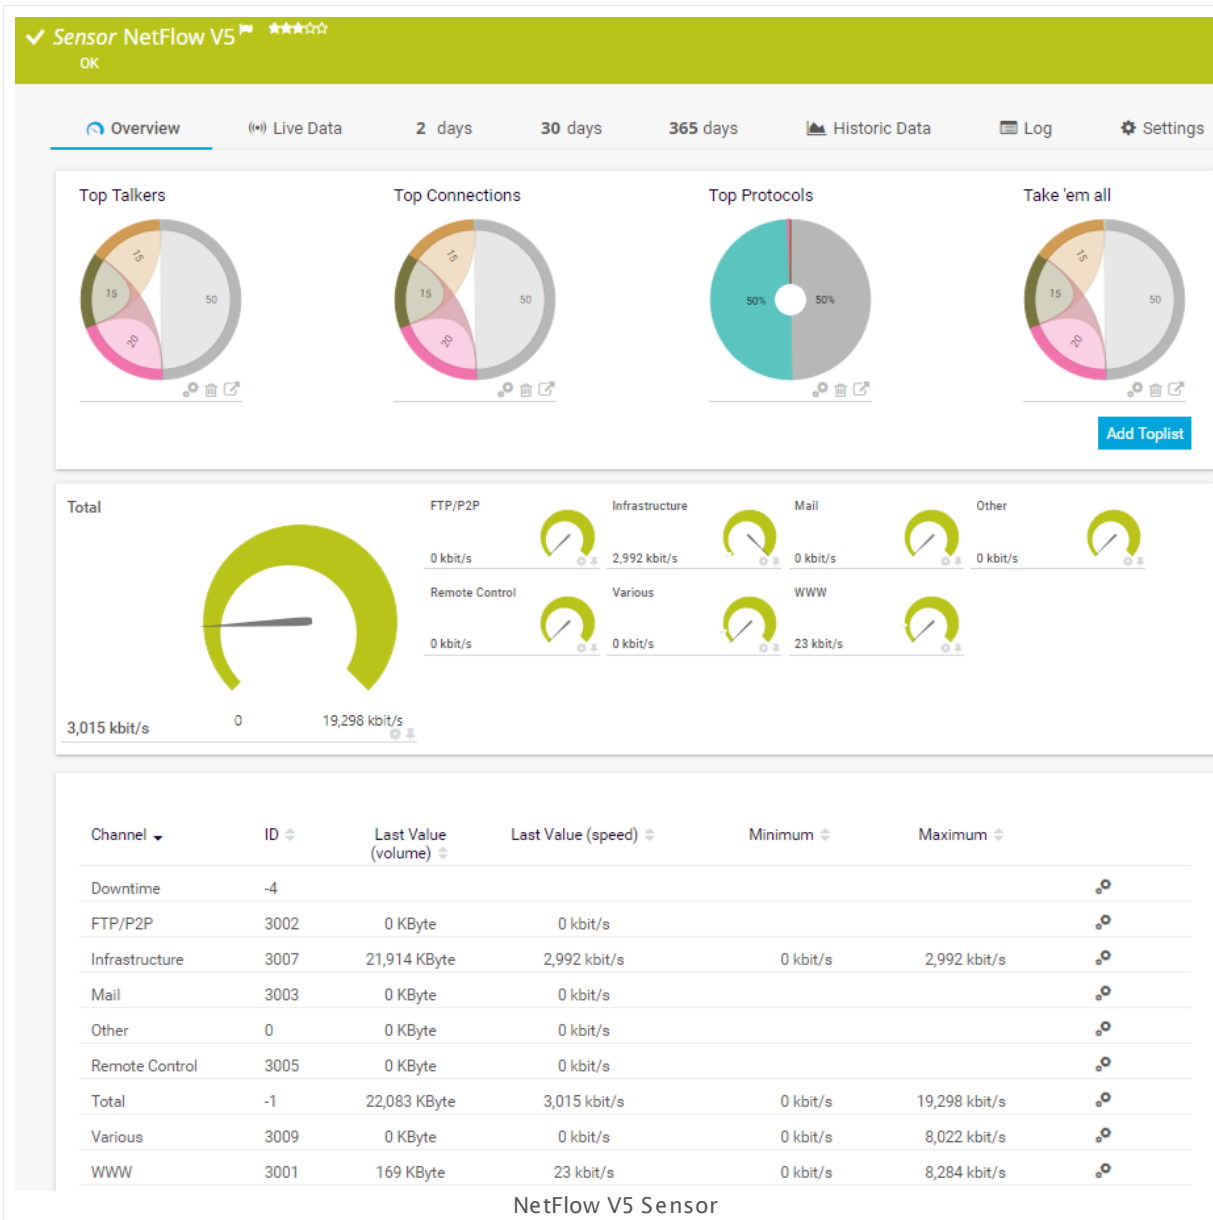 Sensor NetFlow V5
OK
Overview Live Data 2 days 30 days 365 days Historic Data Log Settings
Top Talkers Top Connections Top Protocols Take 'em all
15 15 20 50
15 15 20 50
50% 50%
15 15 20 50
Add Toplist
Total
3,015 kbit/s
0 19,298 kbit/s
FTP/P2P Infrastructure Mail Other
0 kbit/s 2,992 kbit/s 0 kbit/s 0 kbit/s
Remote Control Various WWW
0 kbit/s 0 kbit/s 23 kbit/s
Channel ID Last Value (volume) Last Value (speed) Minimum Maximum
Downtime -4
FTP/P2P 3002 0 KByte 0 kbit/s
Infrastructure 3007 21,914 KByte 2,992 kbit/s 0 kbit/s 2,992 kbit/s
Mail 3003 0 KByte 0 kbit/s
Other 0 0 KByte 0 kbit/s
Remote Control 3005 0 KByte 0 kbit/s
Total -1 22,083 KByte 3,015 kbit/s 0 kbit/s 19,298 kbit/s
Various 3009 0 KByte 0 kbit/s 0 kbit/s 8,022 kbit/s
WWW 3001 169 KByte 23 kbit/s 0 kbit/s 8,284 kbit/s
NetFlow V5 Sensor